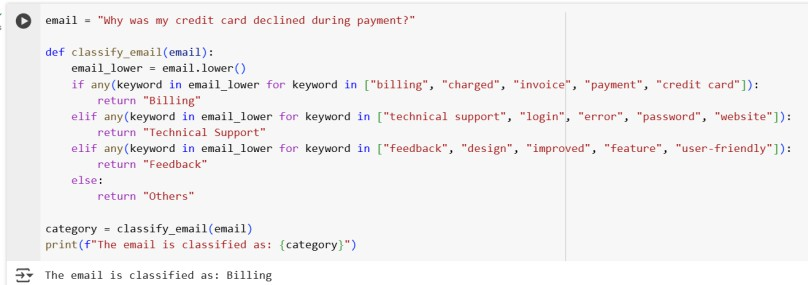 email = "Why was my credit card declined during payment?"
def classify_email(email):
    email_lower = email.lower()
    if any(keyword in email_lower for keyword in ["billing", "charged", "invoice", "payment", "credit card"]):
        return "Billing"
    elif any(keyword in email_lower for keyword in ["technical support", "login", "error", "password", "website"]):
        return "Technical Support"
    elif any(keyword in email_lower for keyword in ["feedback", "design", "improved", "feature", "user-friendly"]):
        return "Feedback"
    else:
        return "Others"
category = classify_email(email)
print(f"The email is classified as: {category}")
The email is classified as: Billing